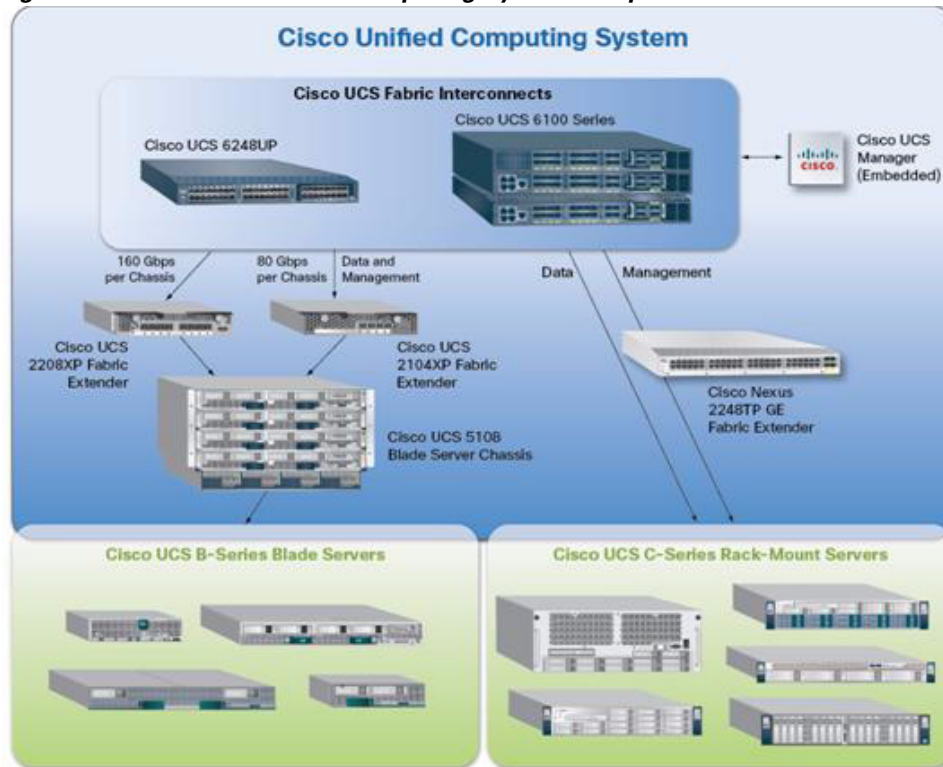 Cisco Unified Computing System
Cisco UCS Fabric Interconnects
Cisco UCS 6248UP
Cisco UCS 6100 Series
CISCO
Cisco UCS
Manager
(Embedded)
160 Gbps
per Chassis
80 Gbps
per Chassis
Data and
Management
Data
Management
Cisco UCS
2208XP Fabric
Extender
Cisco UCS
2104XP Fabric
Extender
Cisco Nexus
2248TP GE
Fabric Extender
Cisco UCS 5108
Blade Server Chassis
Cisco UCS B-Series Blade Servers
Cisco UCS C-Series Rack-Mount Servers